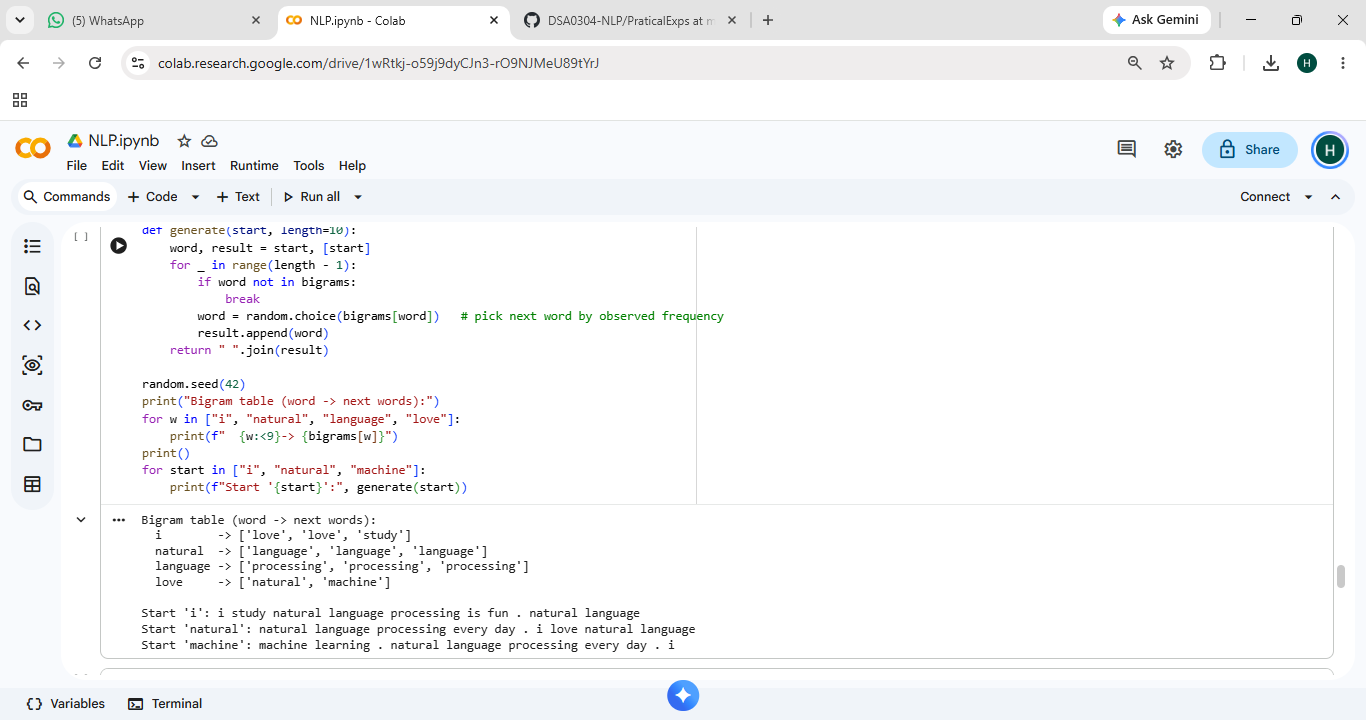 (5) WhatsApp
NLP.ipynb - Colab
DSA0304-NLP/PraticalExps at m
Ask Gemini
colab.research.google.com/drive/1wRtkj-o59j9dyCJn3-rO9NJMeU89tYrJ
H
NLP.ipynb
File Edit View Insert Runtime Tools Help
Share
H
Commands + Code + Text Run all
Connect
[ ]
def generate(start, length=10):
    word, result = start, [start]
    for _ in range(length - 1):
        if word not in bigrams:
            break
        word = random.choice(bigrams[word])   # pick next word by observed frequency
        result.append(word)
    return " ".join(result)
random.seed(42)
print("Bigram table (word -> next words):")
for w in ["i", "natural", "language", "love"]:
    print(f"  {w:<9}-> {bigrams[w]}")
print()
for start in ["i", "natural", "machine"]:
    print(f"Start '{start}':", generate(start))
Bigram table (word -> next words):
  i        -> ['love', 'love', 'study']
  natural  -> ['language', 'language', 'language']
  language -> ['processing', 'processing', 'processing']
  love     -> ['natural', 'machine']
Start 'i': i study natural language processing is fun . natural language
Start 'natural': natural language processing every day . i love natural language
Start 'machine': machine learning . natural language processing every day . i
Variables
Terminal